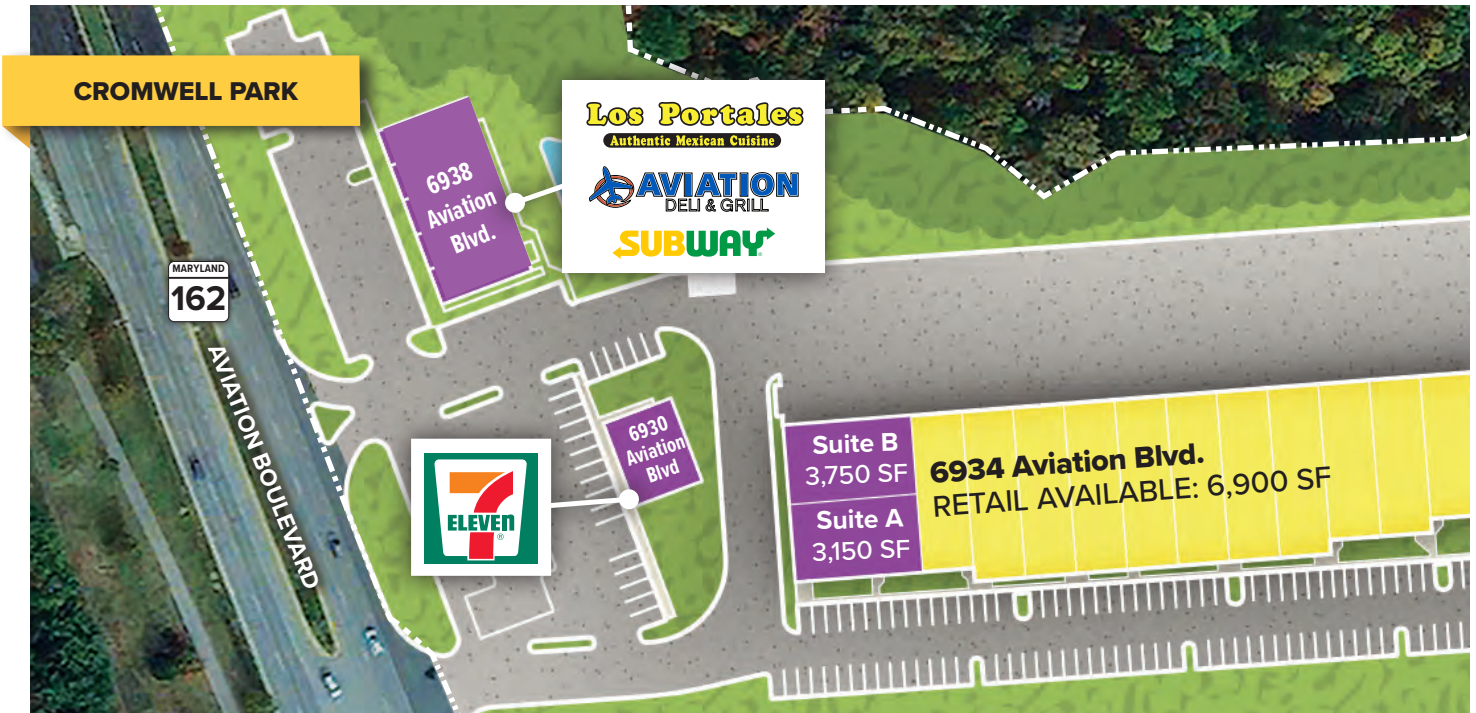 CROMWELL PARK
Los Portales
Authentic Mexican Cuisine
AVIATION
DELI & GRILL
SUBWAY
6938
Aviation
Blvd.
MARYLAND
162
AVIATION BOULEVARD
7
ELEVEN
®
6930
Aviation
Blvd
Suite B
3,750 SF
Suite A
3,150 SF
6934 Aviation Blvd.
RETAIL AVAILABLE: 6,900 SF